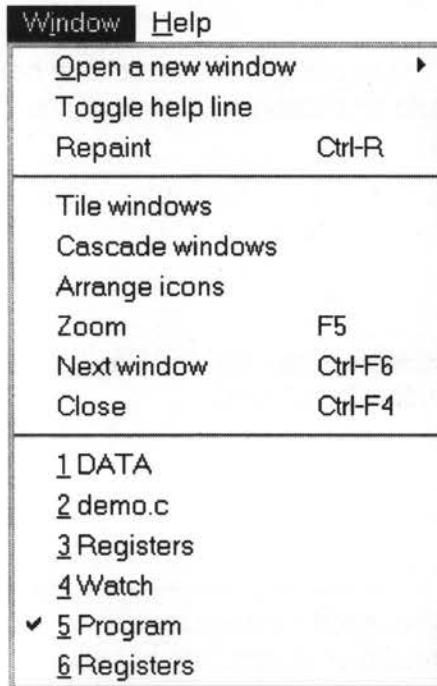 Window Help
Open a new window
Toggle help line
Repaint Ctrl-R
Tile windows
Cascade windows
Arrange icons
Zoom F5
Next window Ctrl-F6
Close Ctrl-F4
1 DATA
2 demo.c
3 Registers
4 Watch
5 Program
6 Registers